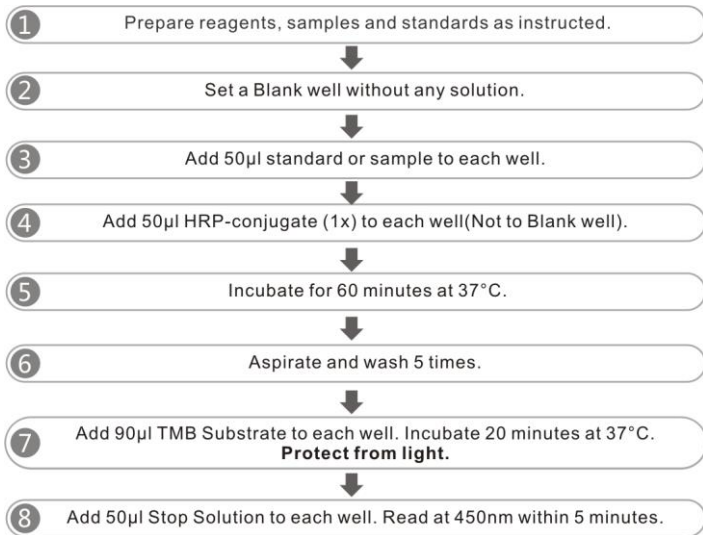 1 Prepare reagents, samples and standards as instructed.
2 Set a Blank well without any solution.
3 Add 50µl standard or sample to each well.
4 Add 50µl HRP-conjugate (1x) to each well(Not to Blank well).
5 Incubate for 60 minutes at 37°C.
6 Aspirate and wash 5 times.
7 Add 90µl TMB Substrate to each well. Incubate 20 minutes at 37°C.
Protect from light.
8 Add 50µl Stop Solution to each well. Read at 450nm within 5 minutes.